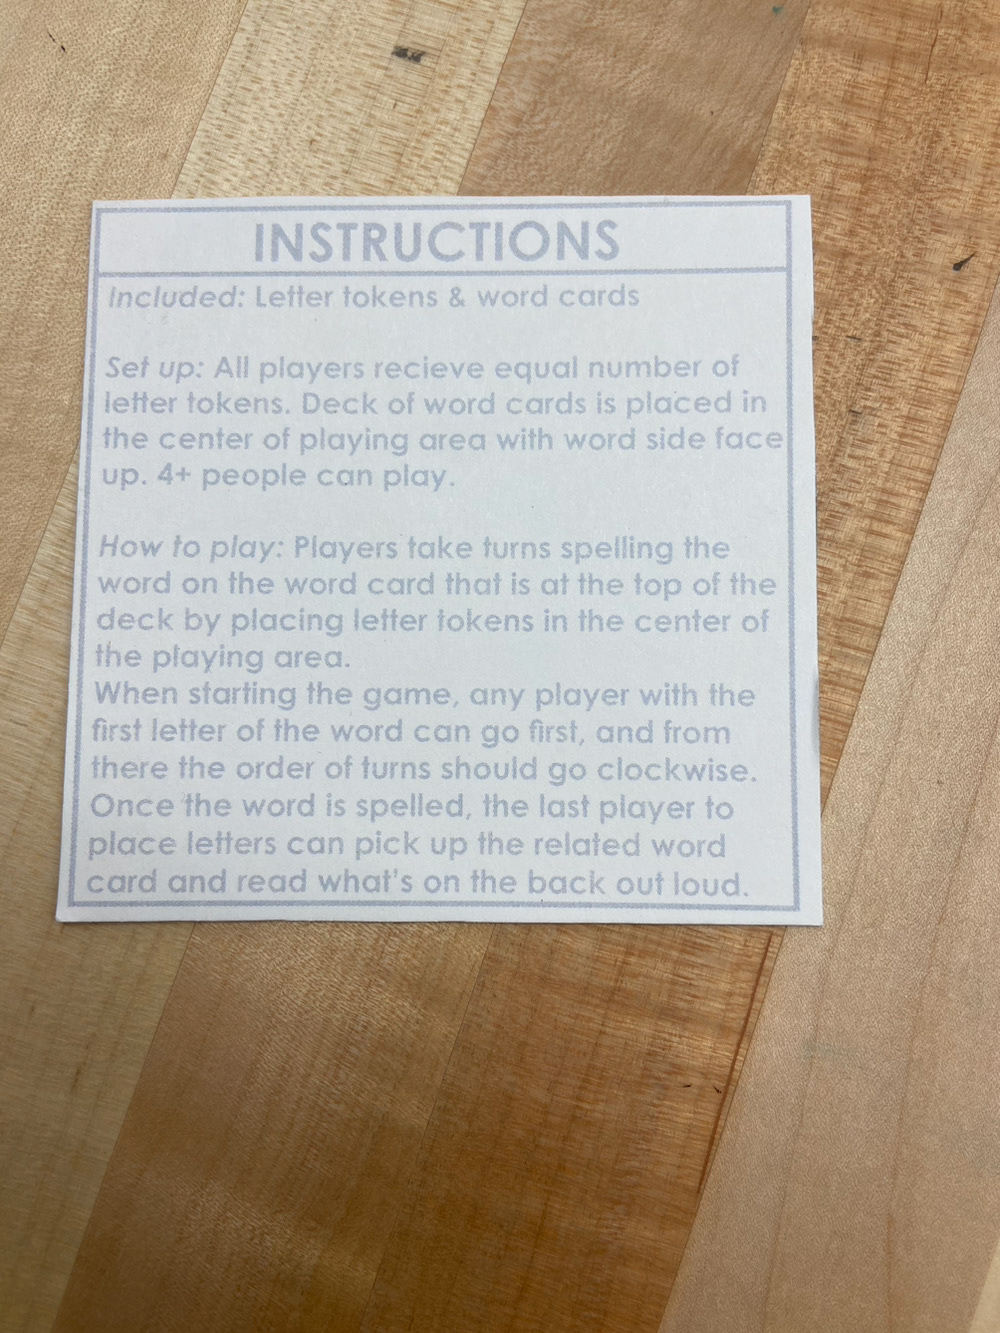 INSTRUCTIONS
Included: Letter tokens & word cards
Set up: All players recieve equal number of
letter tokens. Deck of word cards is placed in
the center of playing area with word side face
up. 4+ people can play.
How to play: Players take turns spelling the
word on the word card that is at the top of the
deck by placing letter tokens in the center of
the playing area.
When starting the game, any player with the
first letter of the word can go first, and from
there the order of turns should go clockwise.
Once the word is spelled, the last player to
place letters can pick up the related word
card and read what's on the back out loud.